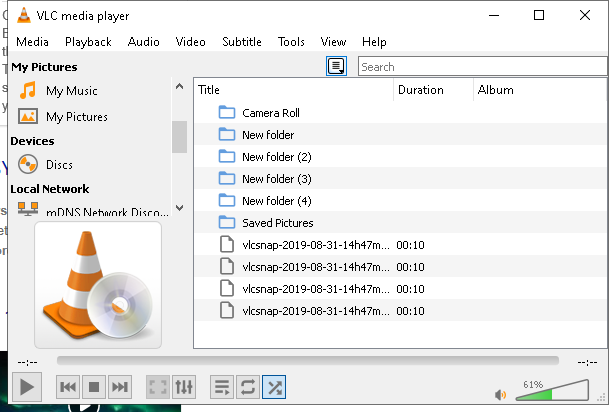 VLC media player
Media Playback Audio Video Subtitle Tools View Help
My Pictures
Search
My Music
My Pictures
Devices
Discs
Local Network
mDNS Network Disco...
Title Duration Album
Camera Roll
New folder
New folder (2)
New folder (3)
New folder (4)
Saved Pictures
vlcsnap-2019-08-31-14h47m... 00:10
vlcsnap-2019-08-31-14h47m... 00:10
vlcsnap-2019-08-31-14h47m... 00:10
vlcsnap-2019-08-31-14h47m... 00:10
--:-- --:--
61%